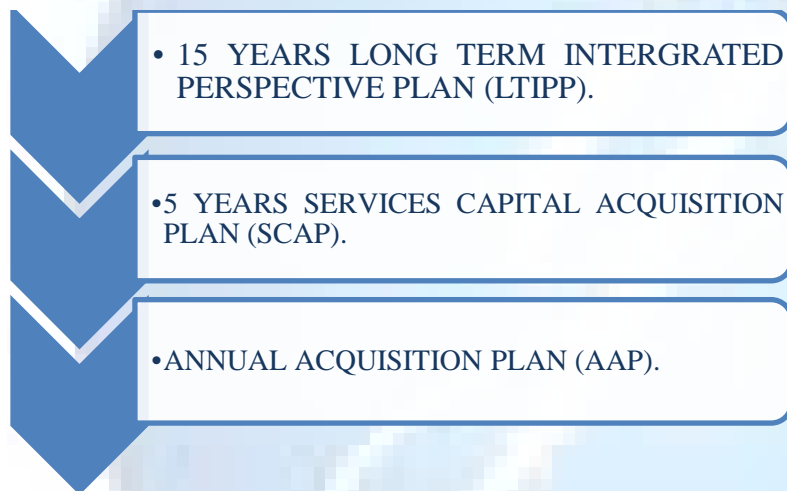 • 15 YEARS LONG TERM INTERGRATED
PERSPECTIVE PLAN (LTIPP).
•5 YEARS SERVICES CAPITAL ACQUISITION
PLAN (SCAP).
•ANNUAL ACQUISITION PLAN (AAP).